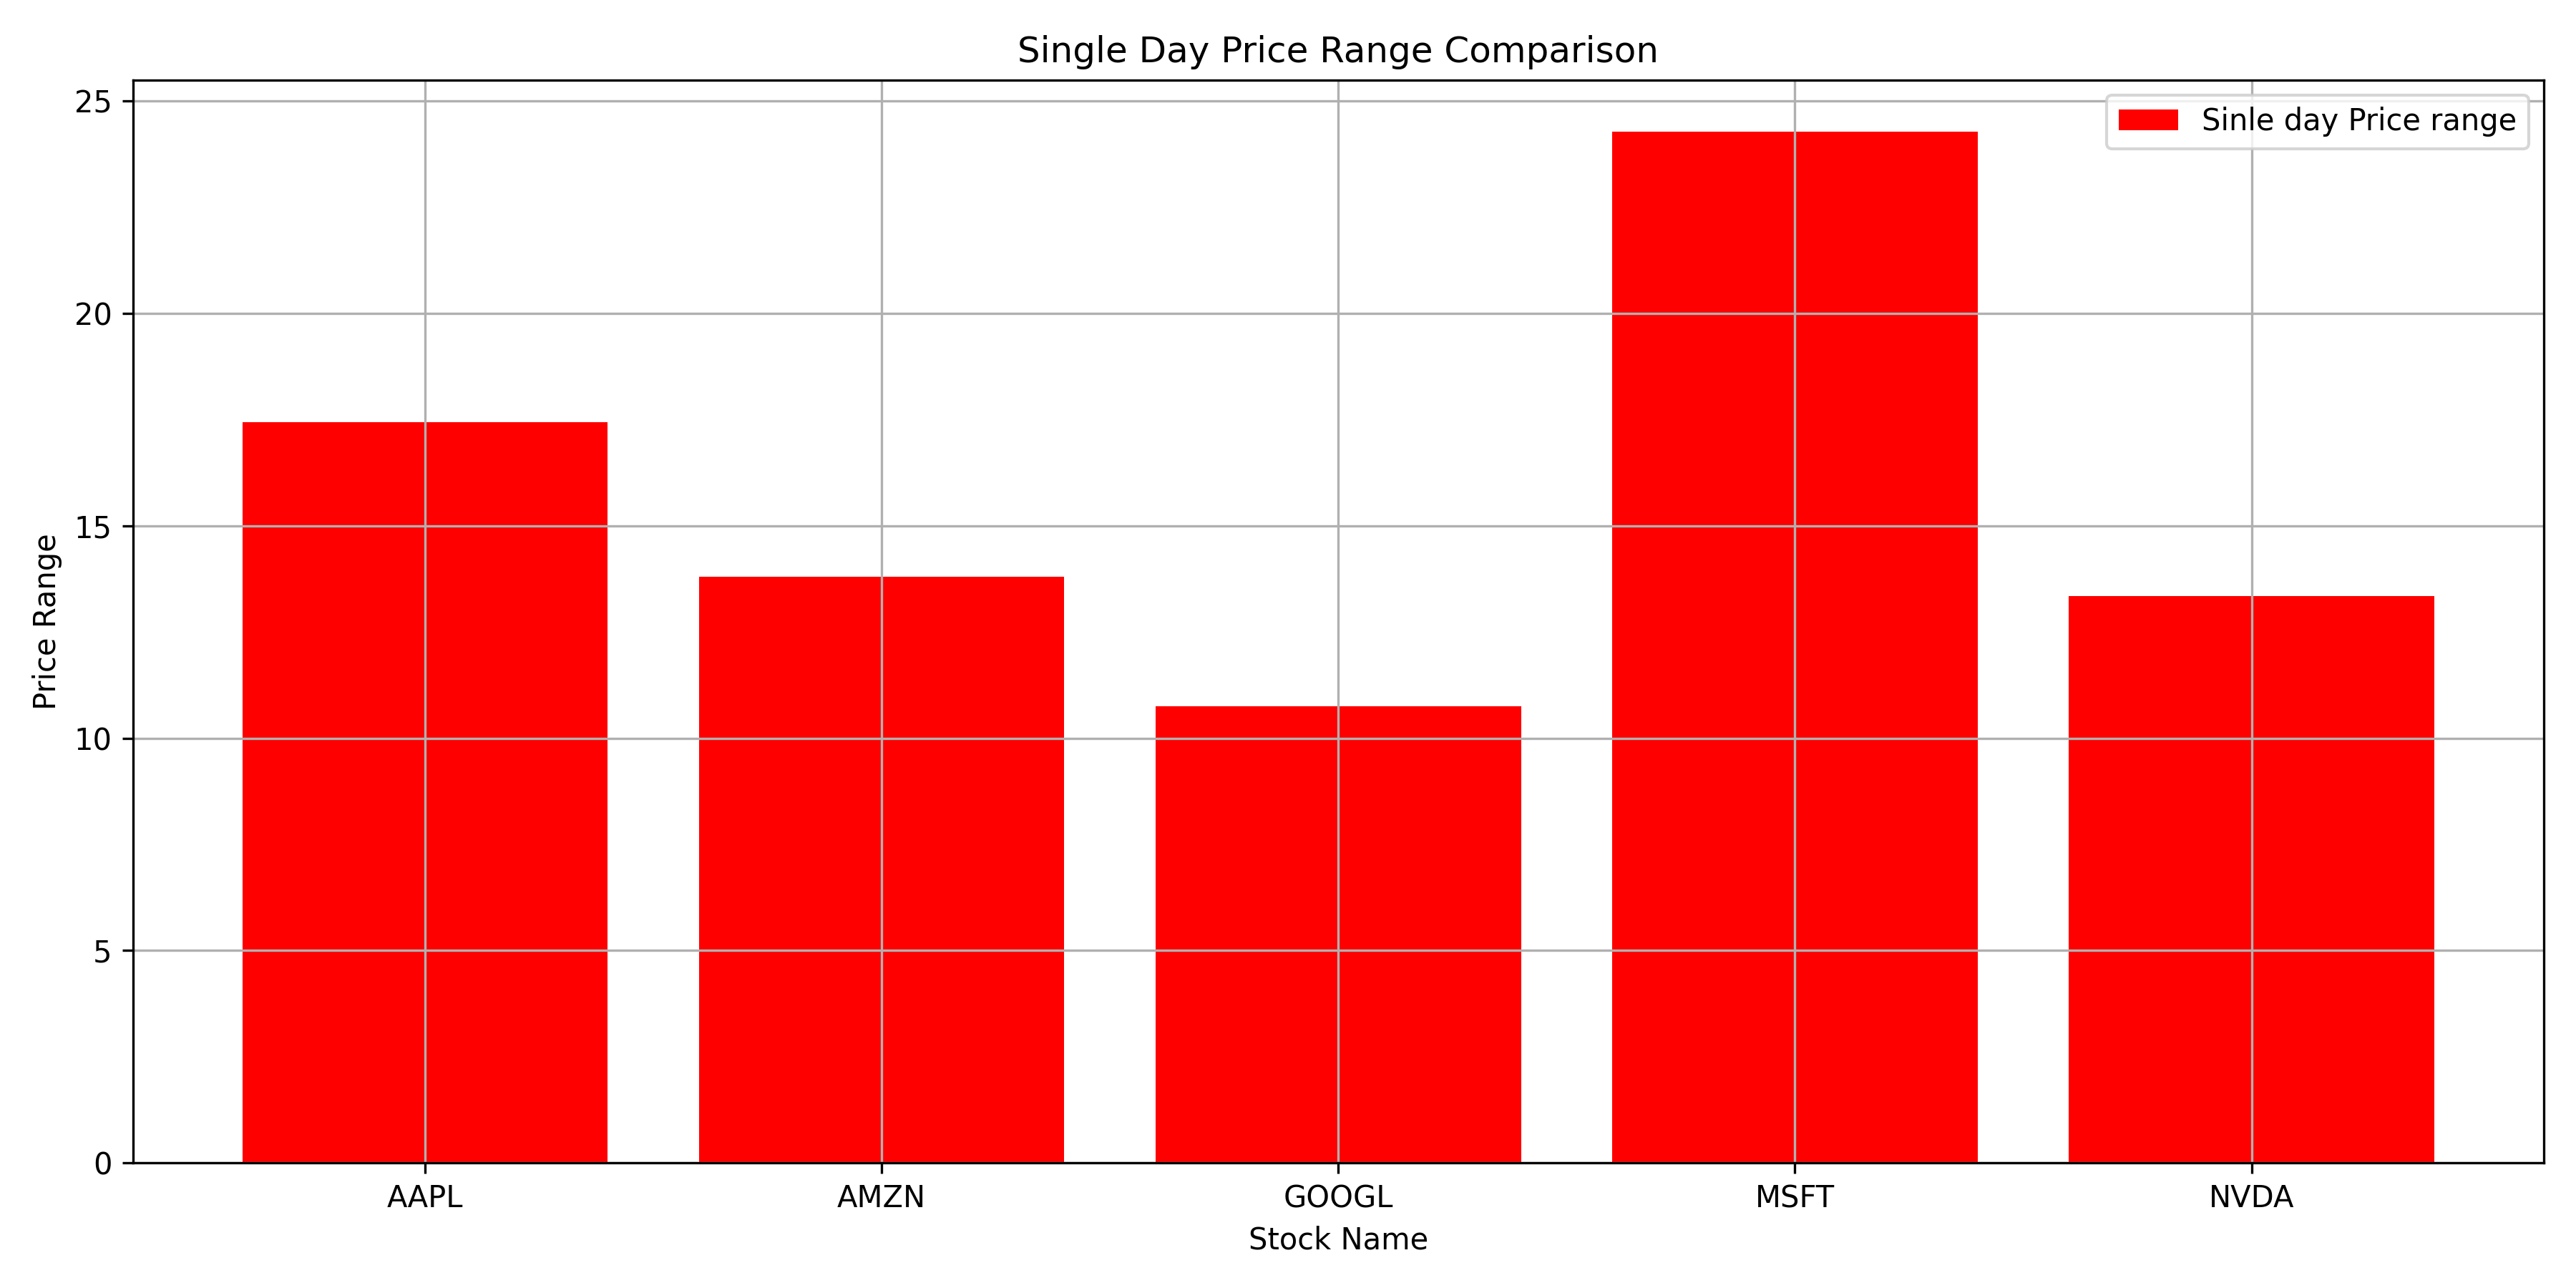 Single Day Price Range Comparison
Sinle day Price range
25
20
15
10
5
0
Price Range
AAPL AMZN GOOGL MSFT NVDA
Stock Name